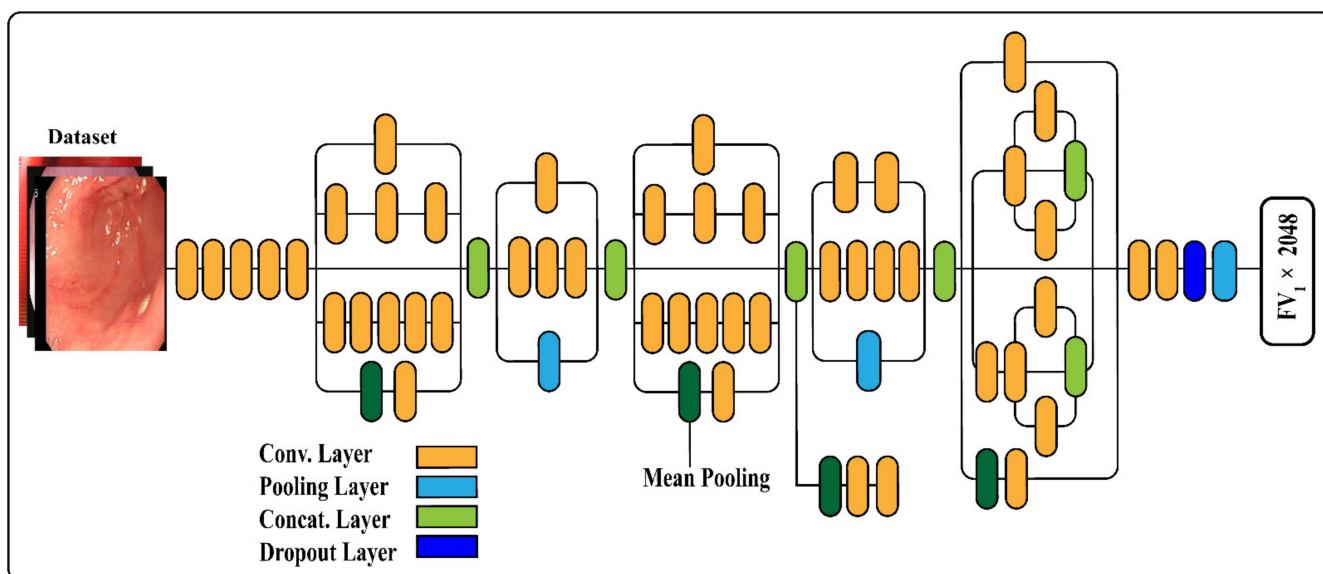 Dataset
FV1 × 2048
Conv. Layer
Pooling Layer
Concat. Layer
Dropout Layer
Mean Pooling